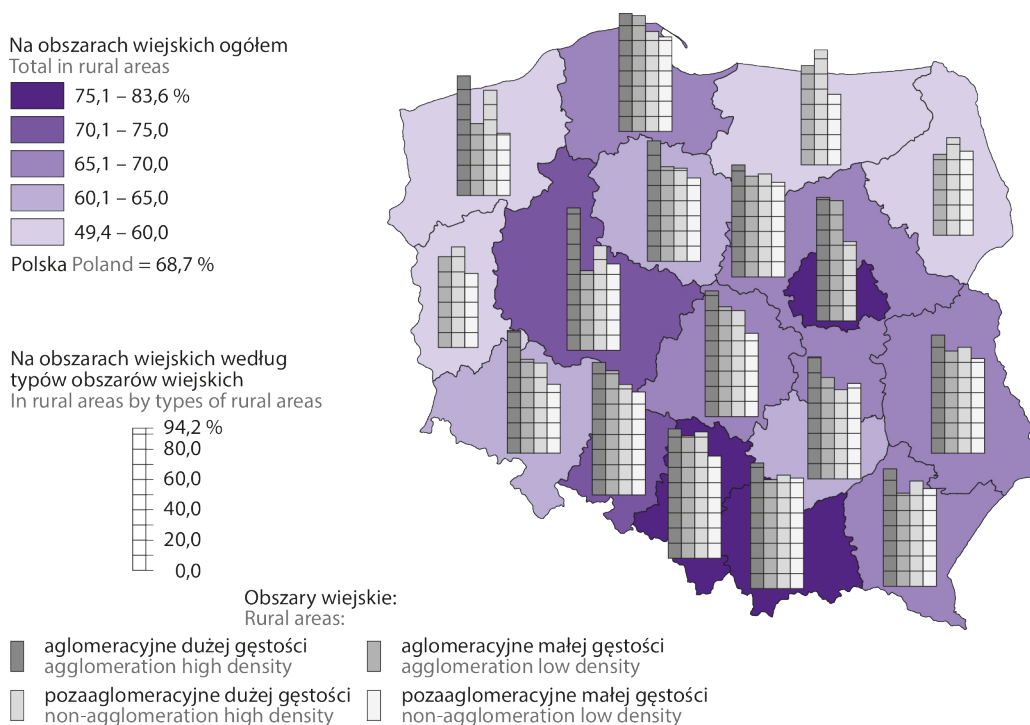 Na obszarach wiejskich ogółem
Total in rural areas
75,1 – 83,6 %
70,1 – 75,0
65,1 – 70,0
60,1 – 65,0
49,4 – 60,0
Polska Poland = 68,7 %
Na obszarach wiejskich według
typów obszarów wiejskich
In rural areas by types of rural areas
94,2 %
80,0
60,0
40,0
20,0
0,0
Obszary wiejskie:
Rural areas:
aglomeracyjne dużej gęstości
agglomeration high density
aglomeracyjne małej gęstości
agglomeration low density
pozaaglomeracyjne dużej gęstości
non-agglomeration high density
pozaaglomeracyjne małej gęstości
non-agglomeration low density